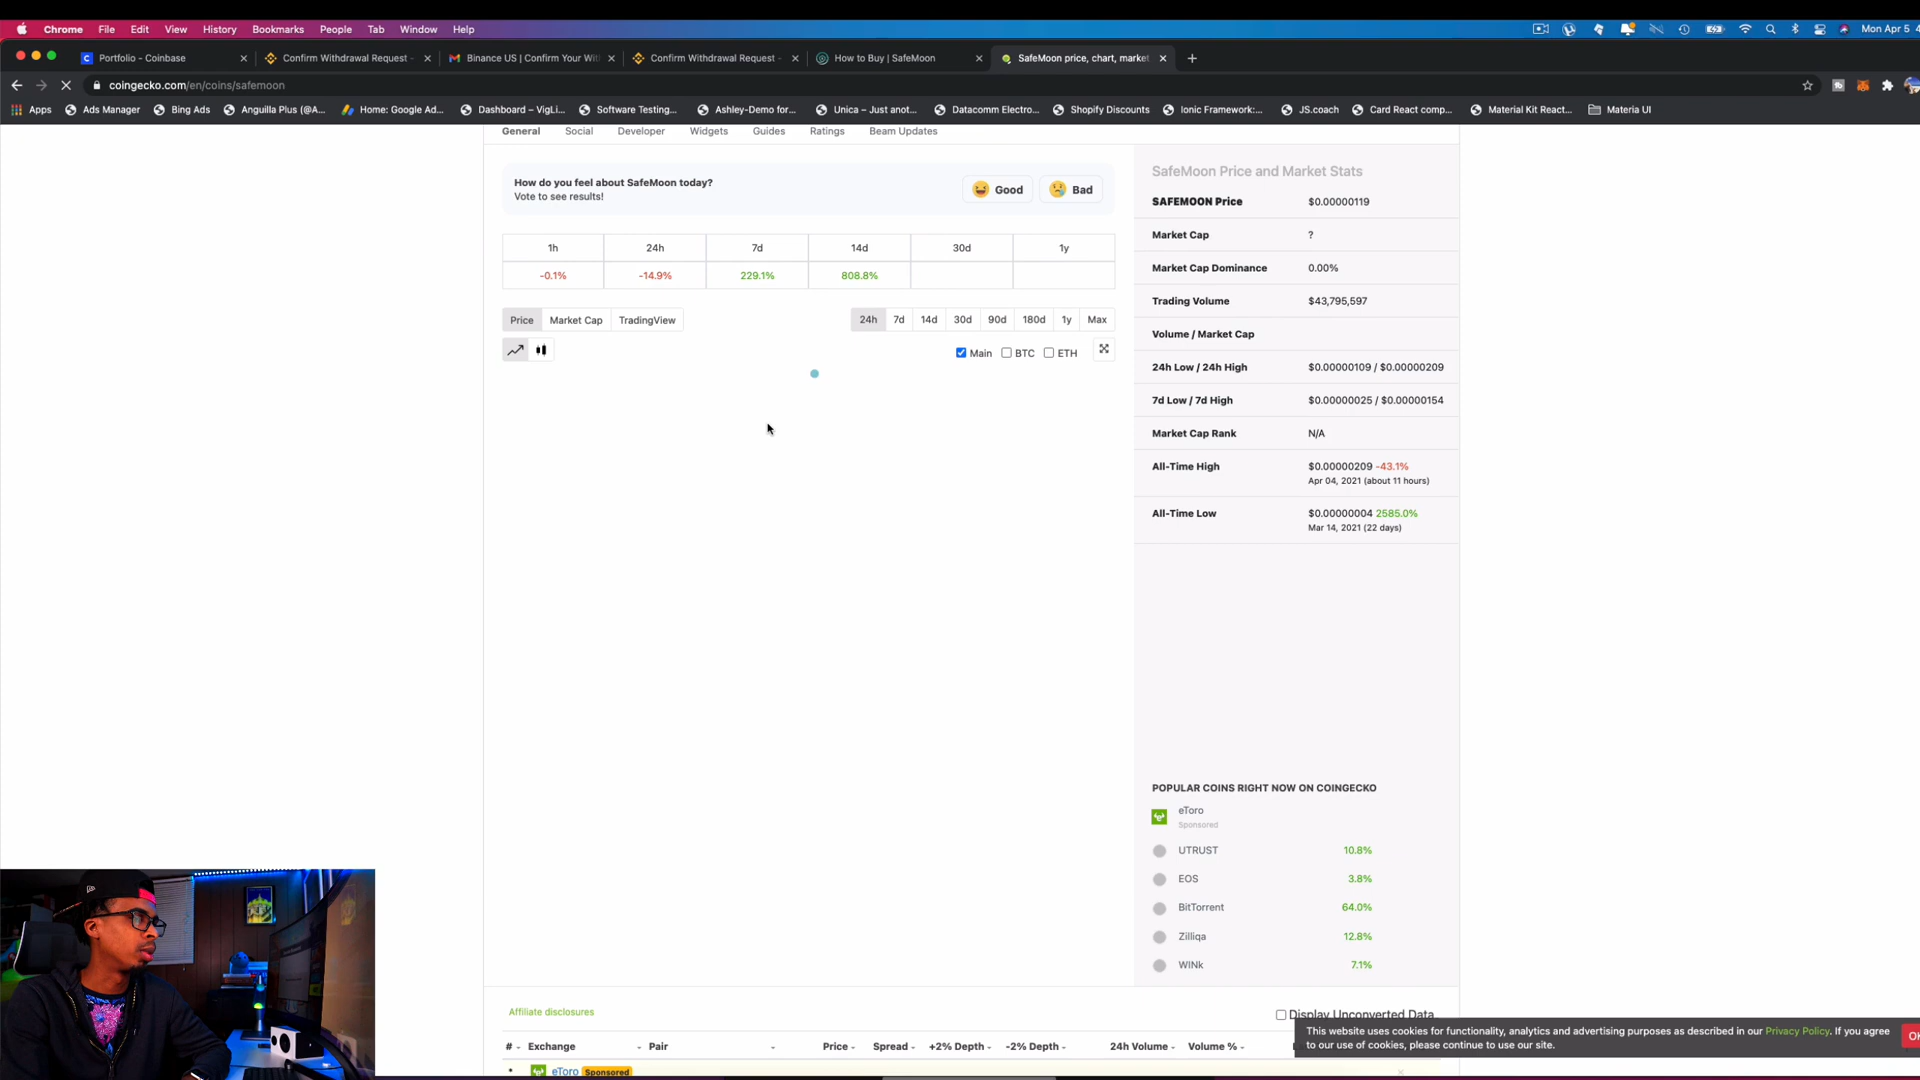 Chrome File Edit View History Bookmarks People Tab Window Help Mon Apr 5
Portfolio - Coinbase Confirm Withdrawal Request - Binance US | Confirm Your Wit Confirm Withdrawal Request - How to Buy | SafeMoon SafeMoon price, chart, market
coingecko.com/en/coins/safemoon
Apps Ads Manager Bing Ads Anguilla Plus (@A... Home: Google Ad... Dashboard – VigLi... Software Testing... Ashley-Demo for... Unica – Just anot... Datacomm Electro... Shopify Discounts Ionic Framework:... JS.coach Card React comp... Material Kit React... Materia UI
General Social Developer Widgets Guides Ratings Beam Updates
How do you feel about SafeMoon today?
Vote to see results!
Good Bad
1h 24h 7d 14d 30d 1y
-0.1% -14.9% 229.1% 808.8%
Price Market Cap TradingView 24h 7d 14d 30d 90d 180d 1y Max
Main BTC ETH
SafeMoon Price and Market Stats
SAFEMOON Price $0.00000119
Market Cap ?
Market Cap Dominance 0.00%
Trading Volume $43,795,597
Volume / Market Cap
24h Low / 24h High $0.00000109 / $0.00000209
7d Low / 7d High $0.00000025 / $0.00000154
Market Cap Rank N/A
All-Time High $0.00000209 -43.1%
Apr 04, 2021 (about 11 hours)
All-Time Low $0.00000004 2585.0%
Mar 14, 2021 (22 days)
POPULAR COINS RIGHT NOW ON COINGECKO
eToro
Sponsored
UTRUST 10.8%
EOS 3.8%
BitTorrent 64.0%
Zilliqa 12.8%
WINk 7.1%
Affiliate disclosures
Display Unconverted Data
# Exchange Pair Price Spread +2% Depth -2% Depth 24h Volume Volume %
eToro Sponsored
This website uses cookies for functionality, analytics and advertising purposes as described in our Privacy Policy. If you agree
to our use of cookies, please continue to use our site.